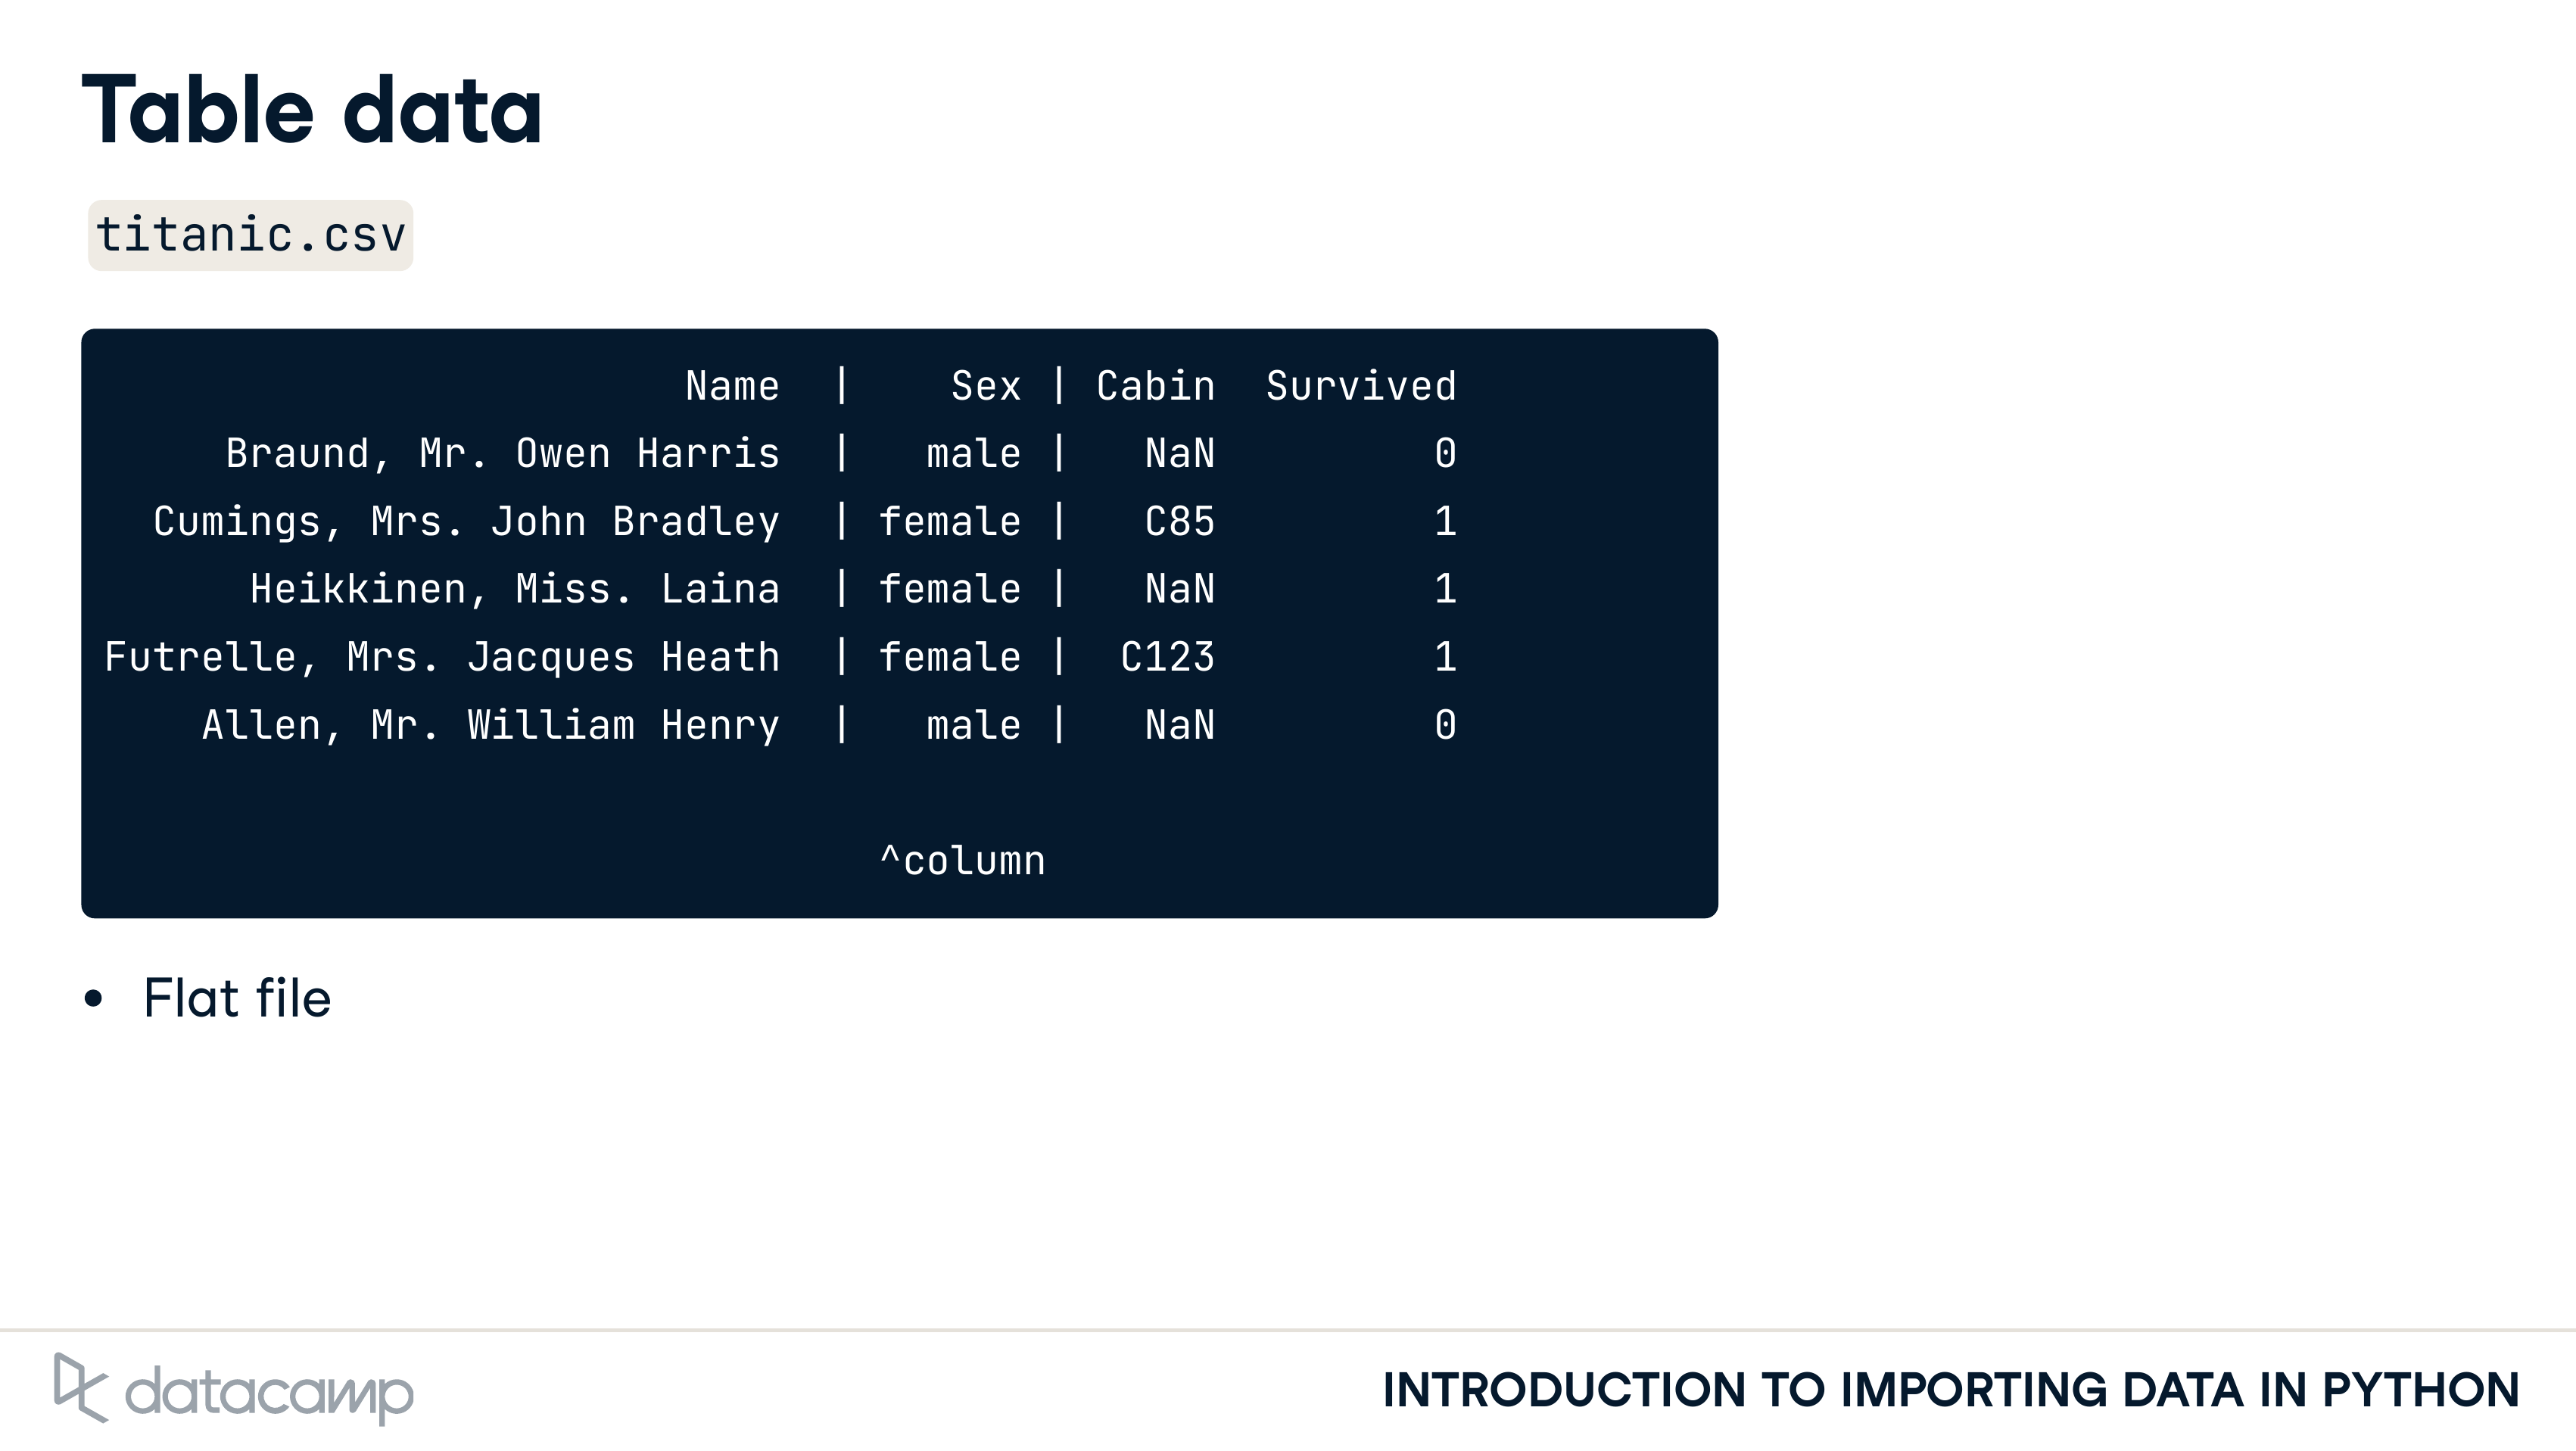 Table data
titanic.csv
Name | Sex | Cabin Survived
Braund, Mr. Owen Harris | male | NaN 0
Cumings, Mrs. John Bradley | female | C85 1
Heikkinen, Miss. Laina | female | NaN 1
Futrelle, Mrs. Jacques Heath | female | C123 1
Allen, Mr. William Henry | male | NaN 0
^column
• Flat file
datacamp
INTRODUCTION TO IMPORTING DATA IN PYTHON